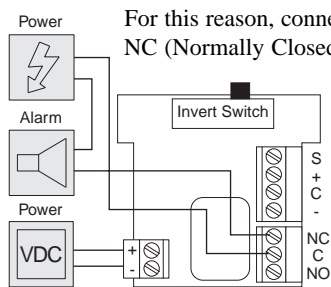 For this reason, conne
NC (Normally Closed
Power
Alarm
Power
VDC
Invert Switch
+
-
S
+
C
-
NC
C
NO